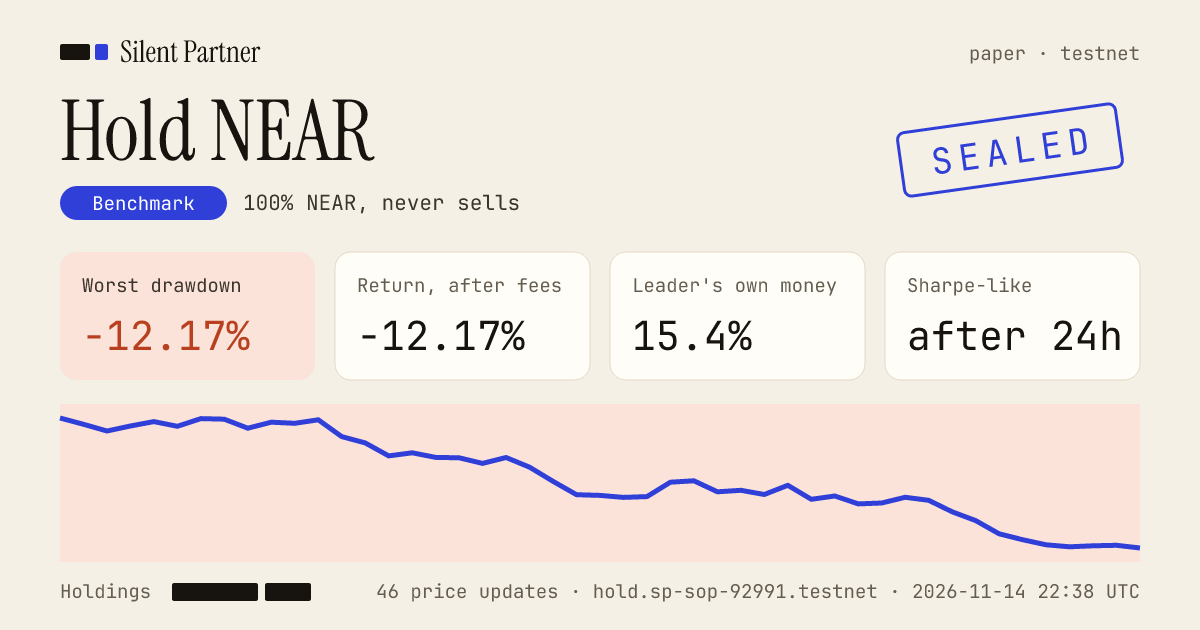 Silent Partner
paper · testnet
Hold NEAR
SEALED
Benchmark
100% NEAR, never sells
Worst drawdown
-12.17%
Return, after fees
-12.17%
Leader's own money
15.4%
Sharpe-like
after 24h
Holdings
46 price updates · hold.sp-sop-92991.testnet · 2026-11-14 22:38 UTC